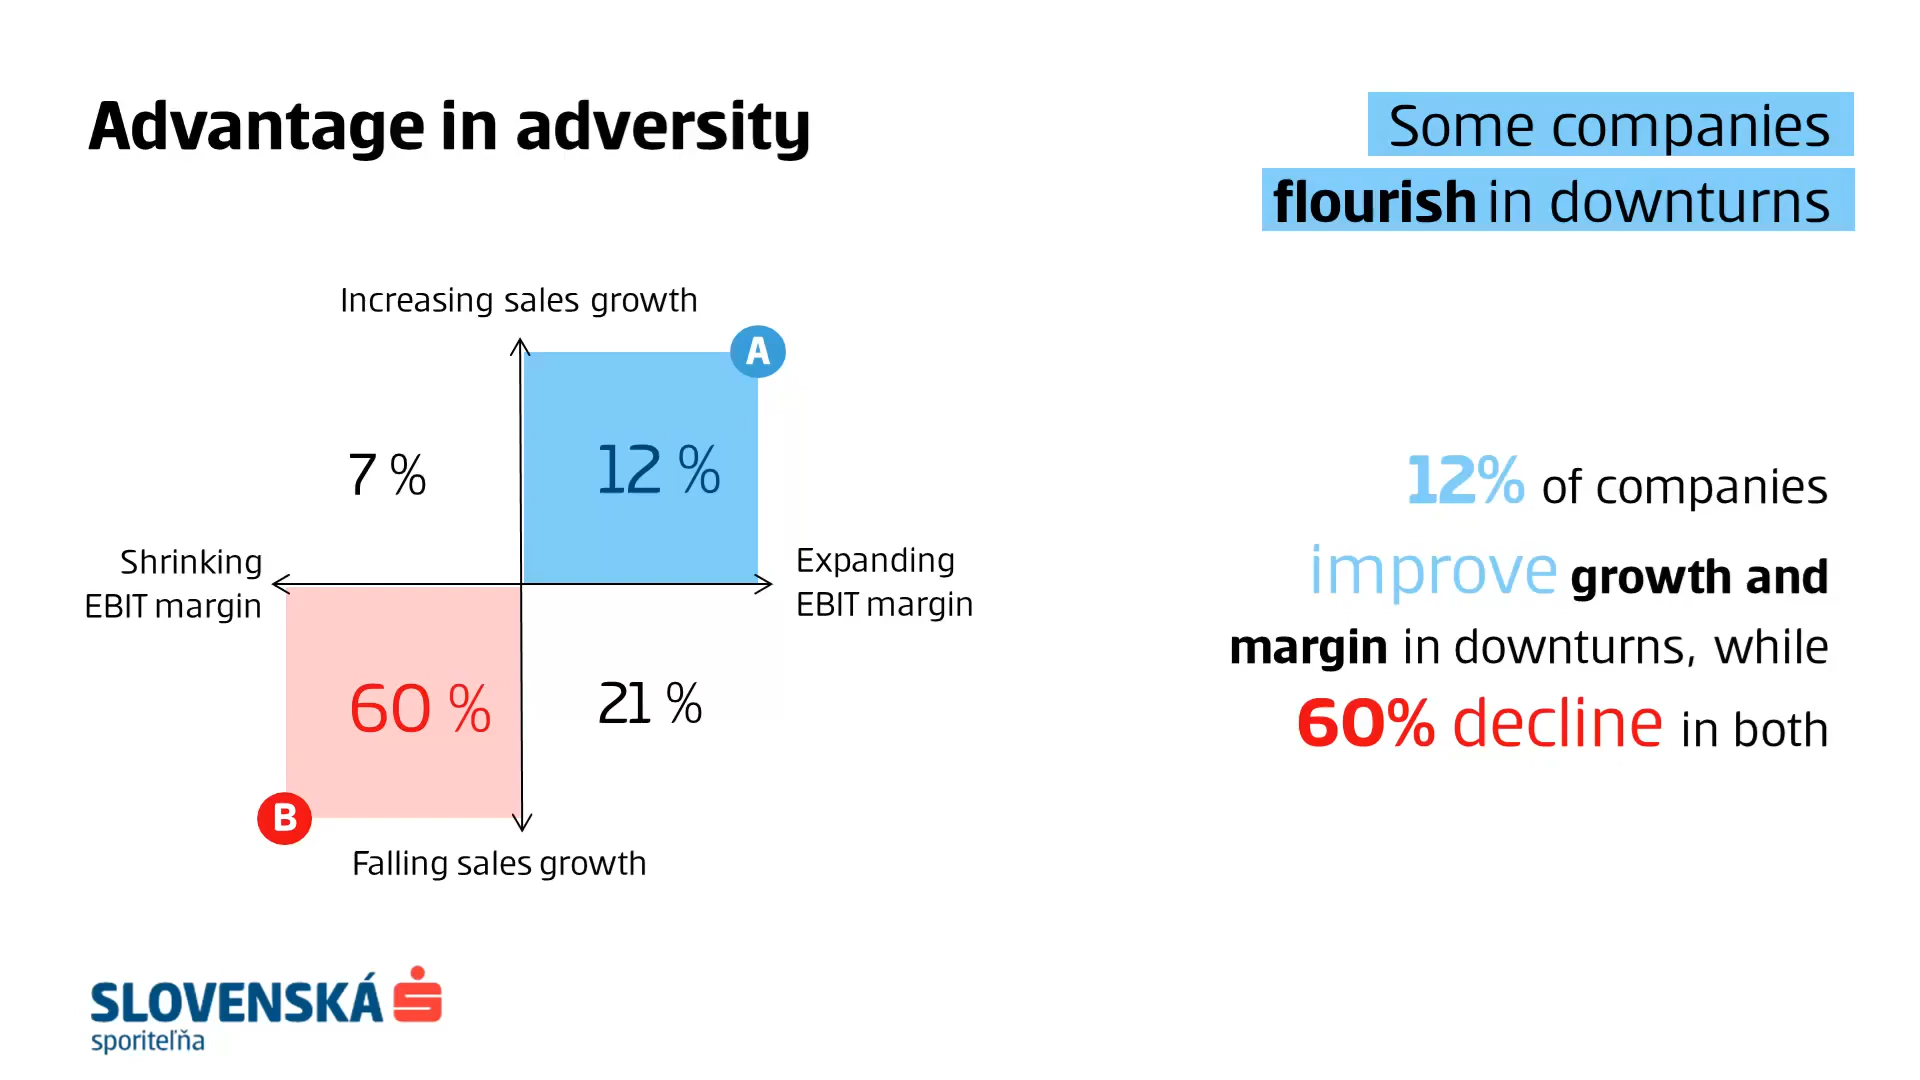 Advantage in adversity
Some companies
flourish in downturns
Increasing sales growth
A
7 %
12 %
Shrinking
EBIT margin
Expanding
EBIT margin
60 %
21 %
B
Falling sales growth
12% of companies
improve growth and
margin in downturns, while
60% decline in both
SLOVENSKÁ
sporiteľňa